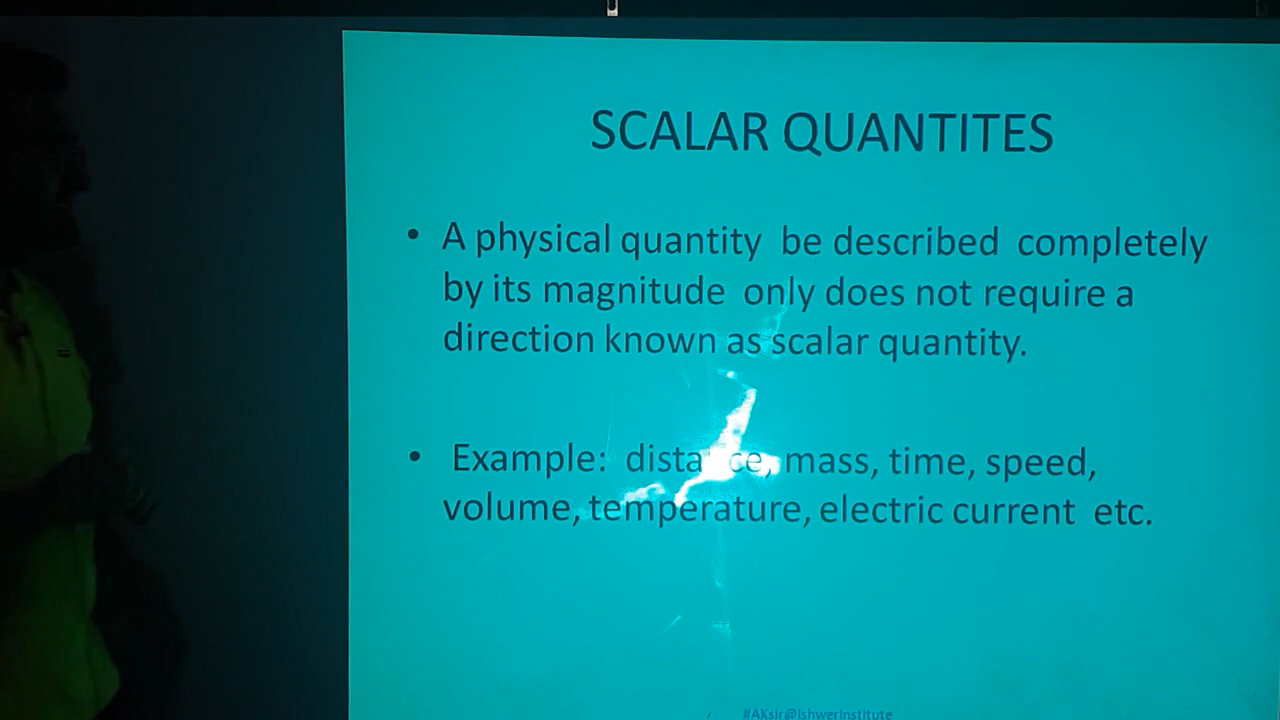 SCALAR QUANTITES
• A physical quantity be described completely
by its magnitude only does not require a
direction known as scalar quantity.
• Example: distance, mass, time, speed,
volume, temperature, electric current etc.
#AKsir@IshwerInstitute